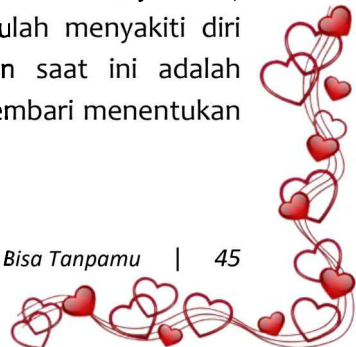 ulah menyakiti diri
n saat ini adalah
embari menentukan
Bisa Tanpamu | 45